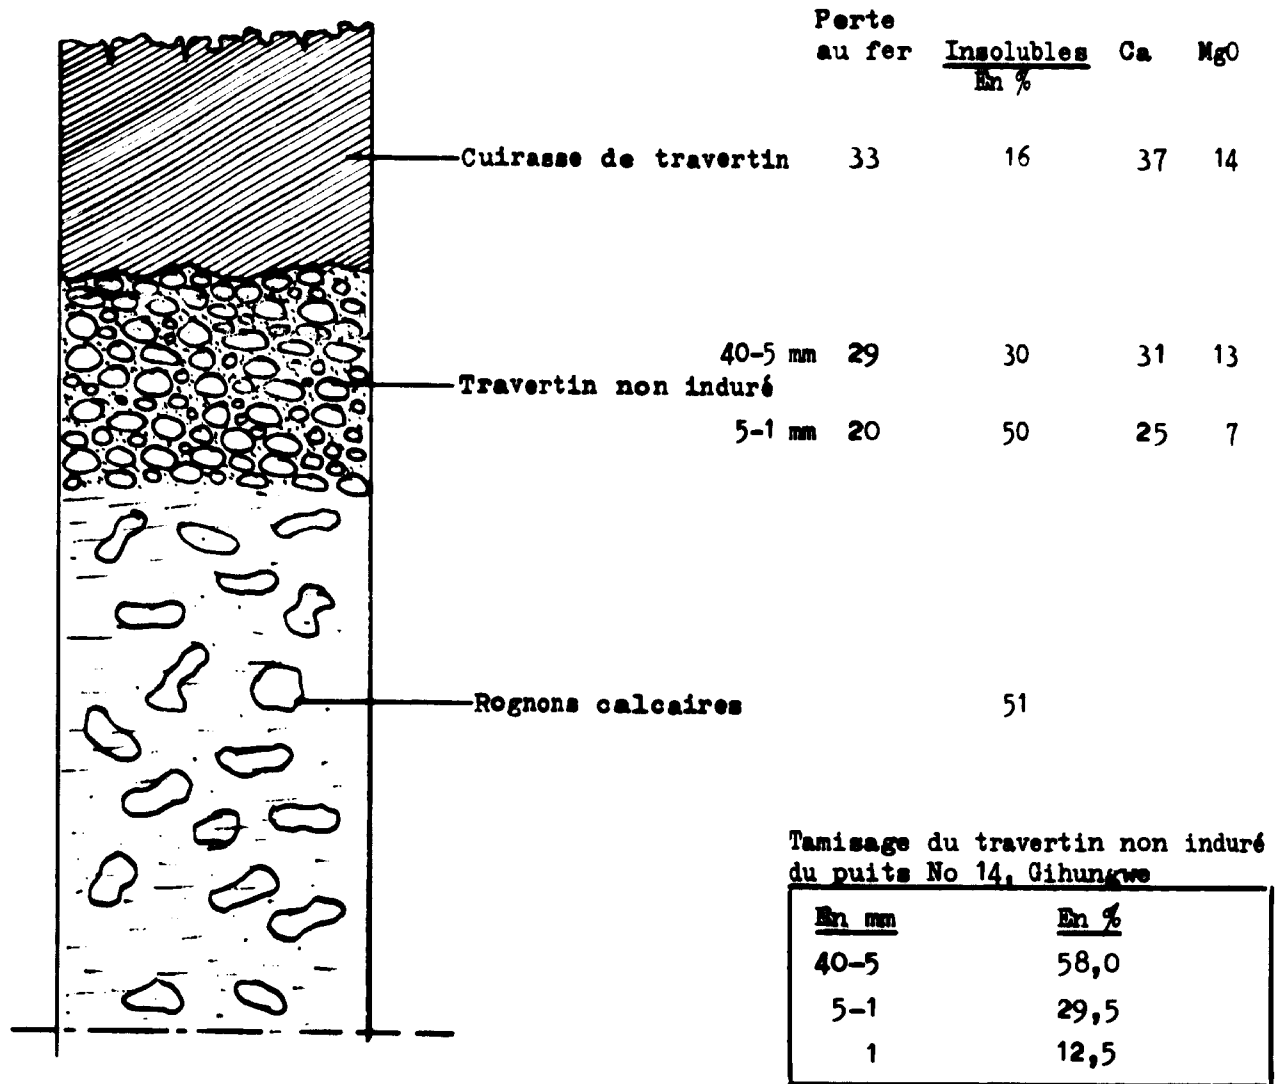 Perte
au fer Insolubles Ca MgO
En %
Cuirasse de travertin 33 16 37 14
40-5 mm 29 30 31 13
Travertin non induré
5-1 mm 20 50 25 7
Rognons calcaires 51
Tamisage du travertin non induré
du puits No 14, Gihungwe
En mm En %
40-5 58,0
5-1 29,5
1 12,5